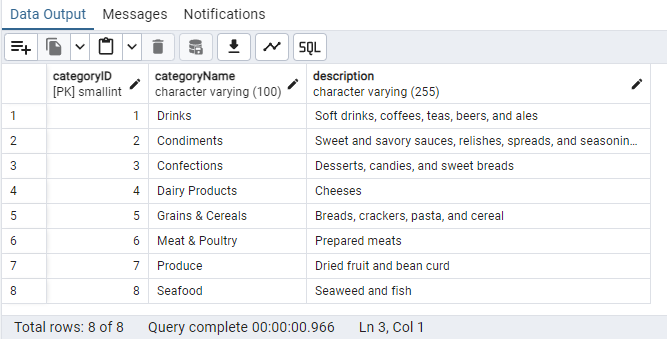 Data Output Messages Notifications
SQL
categoryID categoryName description
[PK] smallint character varying (100) character varying (255)
1 1 Drinks Soft drinks, coffees, teas, beers, and ales
2 2 Condiments Sweet and savory sauces, relishes, spreads, and seasonin...
3 3 Confections Desserts, candies, and sweet breads
4 4 Dairy Products Cheeses
5 5 Grains & Cereals Breads, crackers, pasta, and cereal
6 6 Meat & Poultry Prepared meats
7 7 Produce Dried fruit and bean curd
8 8 Seafood Seaweed and fish
Total rows: 8 of 8 Query complete 00:00:00.966 Ln 3, Col 1